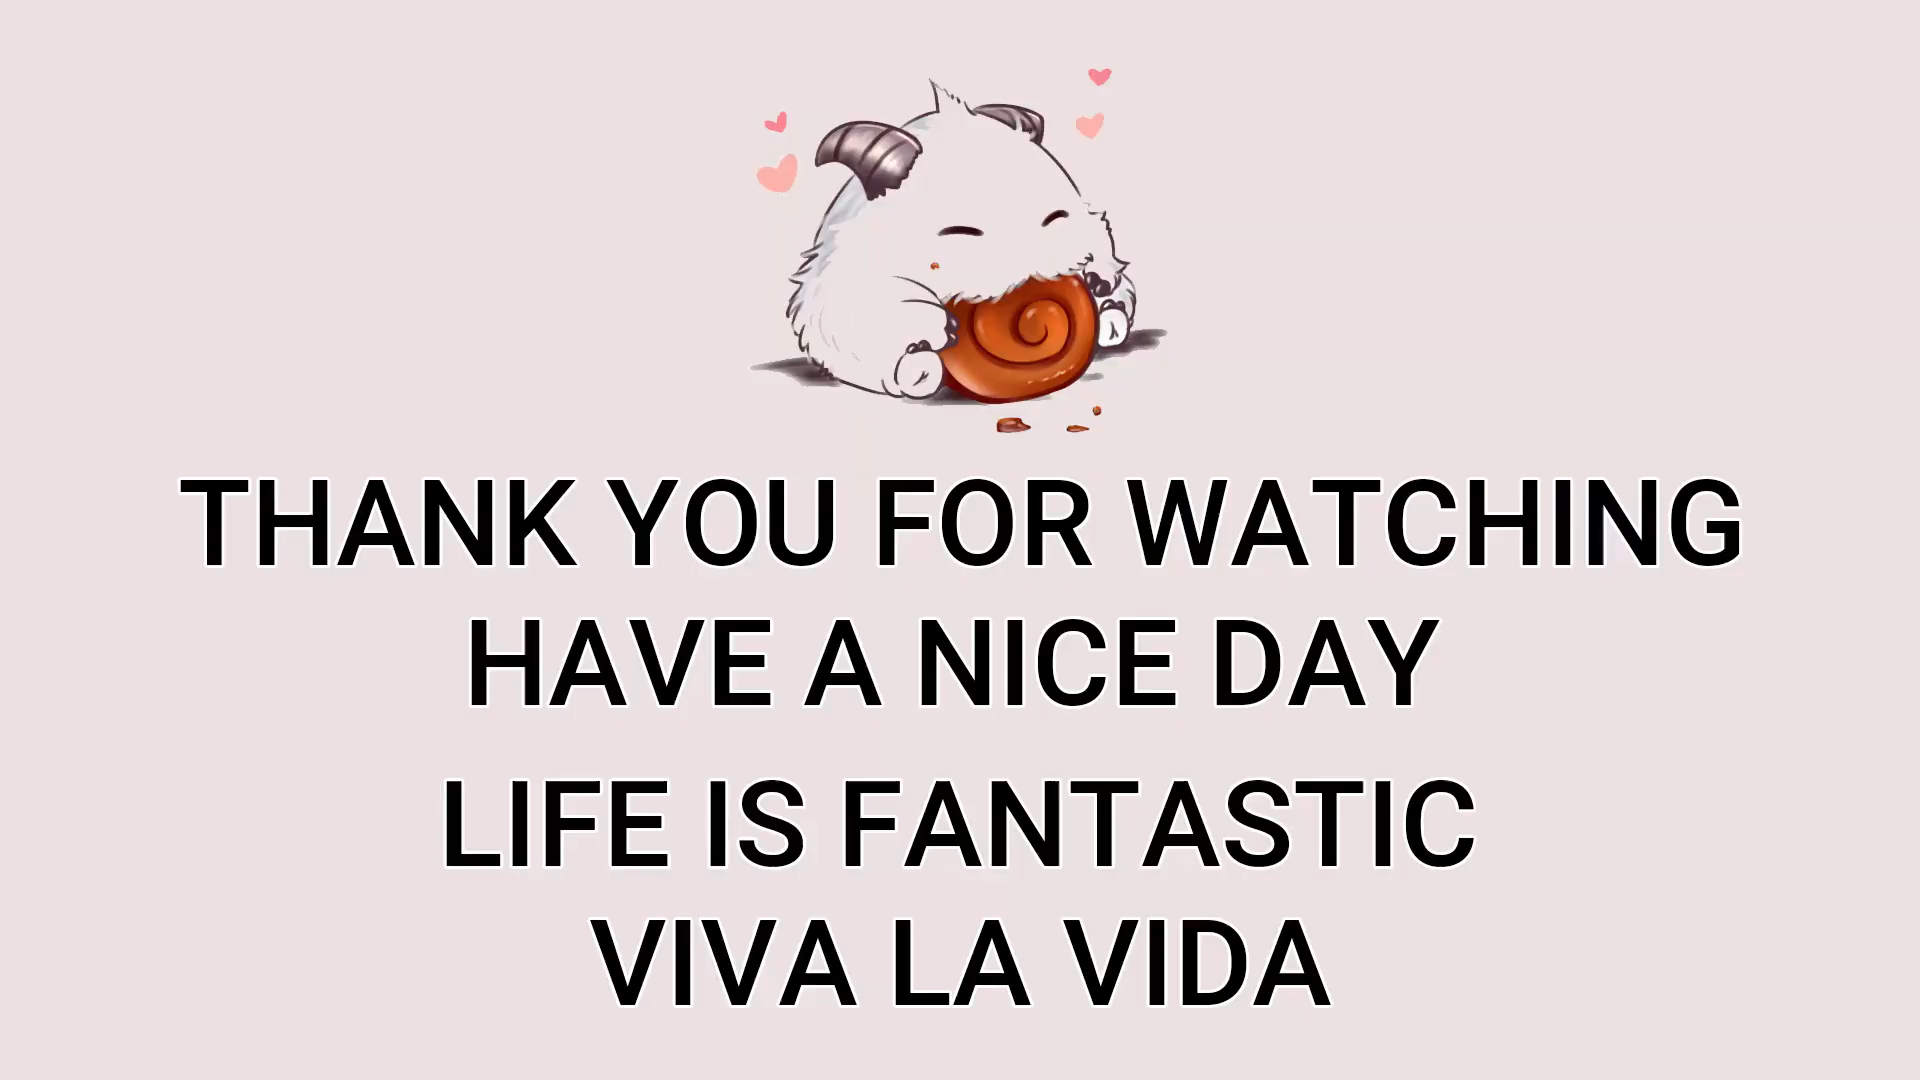 THANK YOU FOR WATCHING
HAVE A NICE DAY
LIFE IS FANTASTIC
VIVA LA VIDA